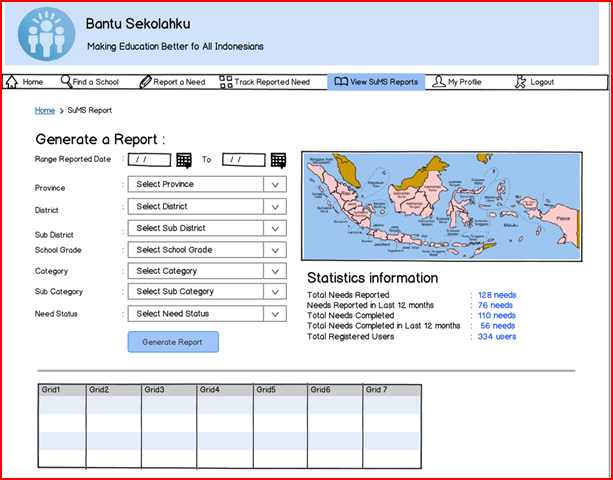 Bantu Sekolahku
Making Education Better fo All Indonesians
Home Find a School Report a Need Track Reported Need View SuMS Reports My Profile Logout
Home > SuMS Report
Generate a Report :
Range Reported Date : / / To : / /
Province : Select Province
District : Select District
Sub District : Select Sub District
School Grade : Select School Grade
Category : Select Category
Sub Category : Select Sub Category
Need Status : Select Need Status
Generate Report
Riau
Papua
Maluku
Statistics information
Total Needs Reported : 128 needs
Needs Reported in Last 12 months : 76 needs
Total Needs Completed : 110 needs
Total Needs Completed in Last 12 months : 56 needs
Total Registered Users : 334 users
Grid1 Grid2 Grid3 Grid4 Grid5 Grid6 Grid 7